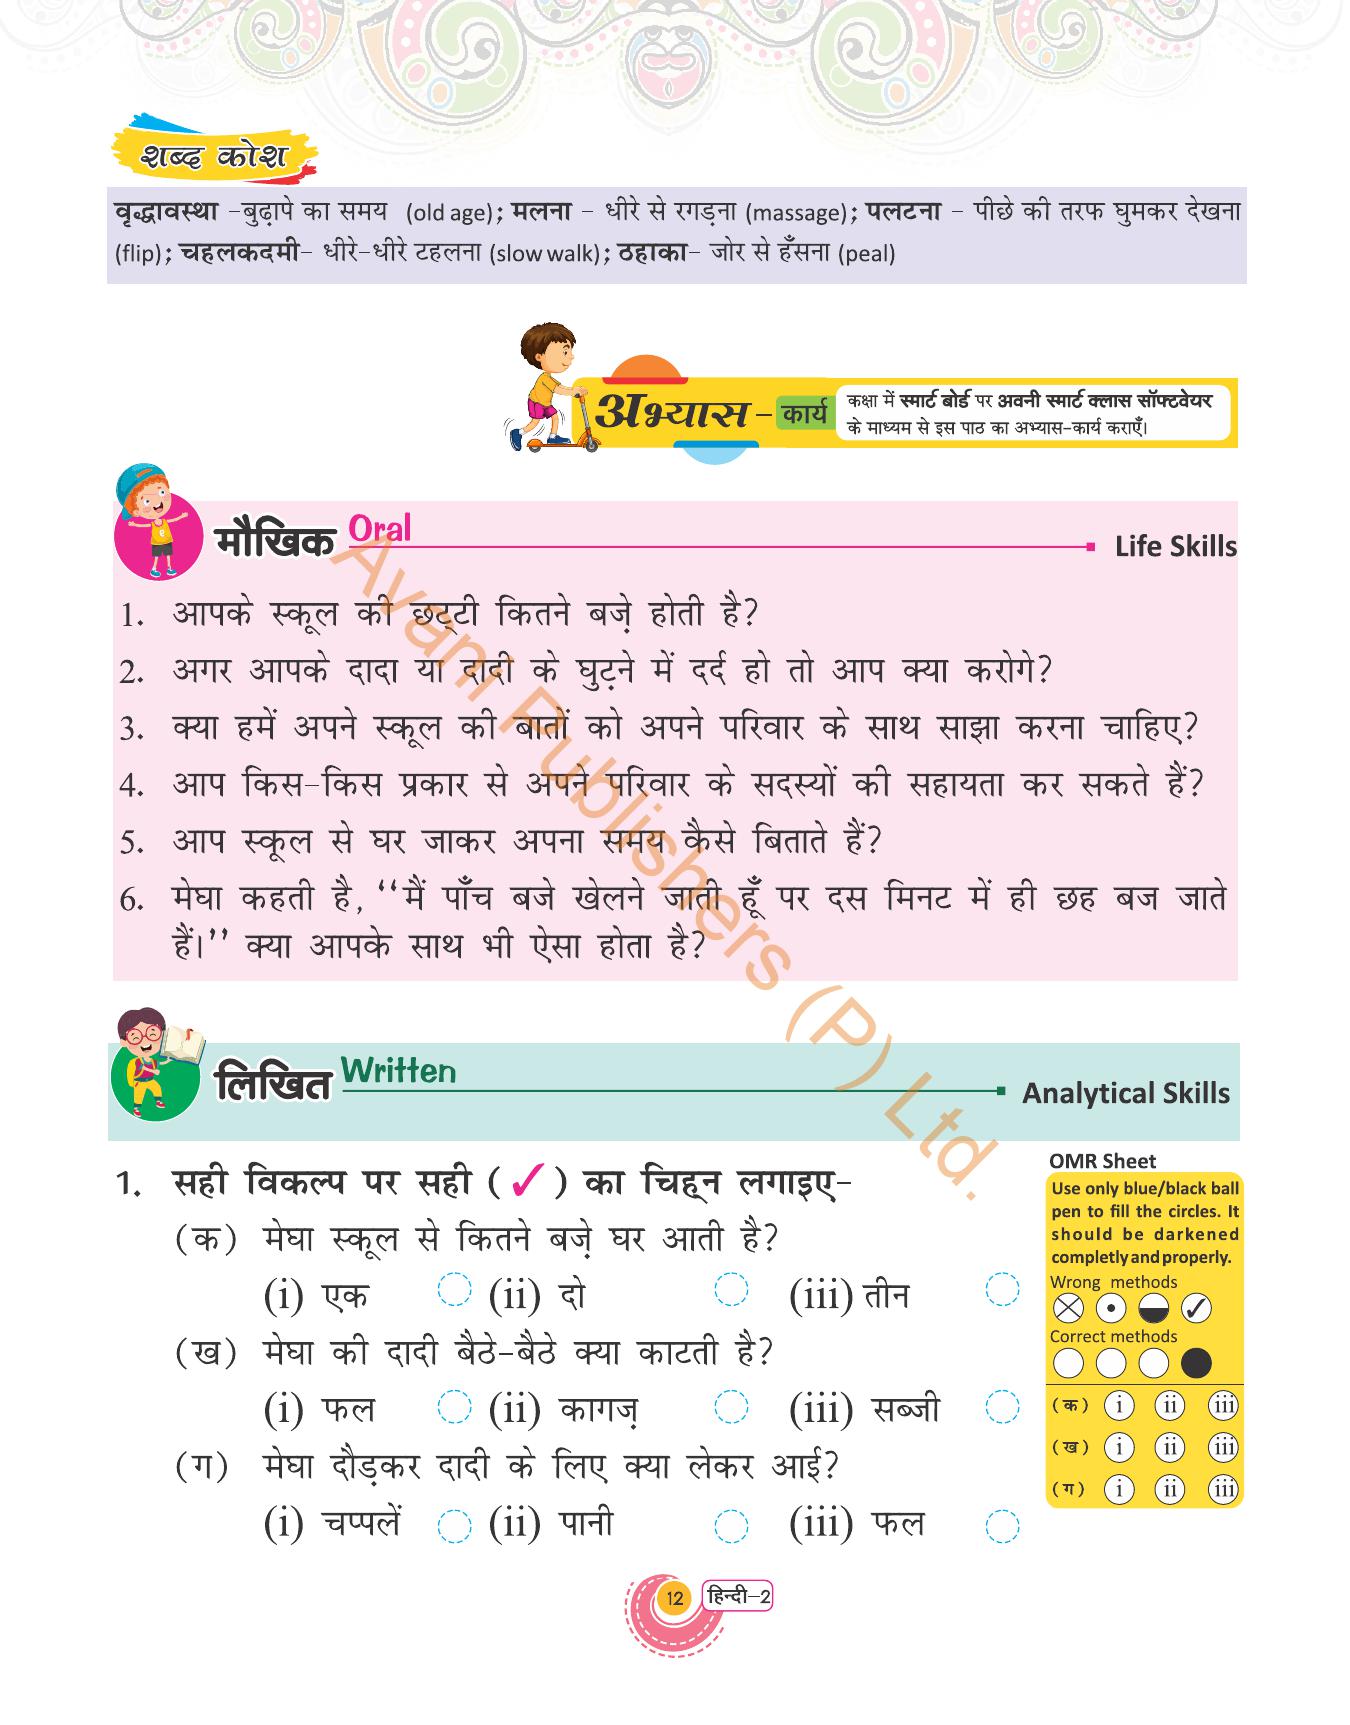 शब्द कोश
वृद्धावस्था -बुढ़ापे का समय (old age); मलना - धीरे से रगड़ना (massage); पलटना - पीछे की तरफ घुमकर देखना
(flip); चहलकदमी- धीरे-धीरे टहलना (slow walk); ठहाका- जोर से हँसना (peal)
अभ्यास - कार्य
कक्षा में स्मार्ट बोर्ड पर अवनी स्मार्ट क्लास सॉफ्टवेयर
के माध्यम से इस पाठ का अभ्यास-कार्य कराएँ।
मौखिक Oral Life Skills
1. आपके स्कूल की छट्टी कितने बज़े होती है?
2. अगर आपके दादा या दादी के घुटने में दर्द हो तो आप क्या करोगे?
3. क्या हमें अपने स्कूल की बातों को अपने परिवार के साथ साझा करना चाहिए?
4. आप किस-किस प्रकार से अपने परिवार के सदस्यों की सहायता कर सकते हैं?
5. आप स्कूल से घर जाकर अपना समय कैसे बिताते हैं?
6. मेघा कहती है, ‘‘मैं पाँच बजे खेलने जाती हूँ पर दस मिनट में ही छह बज जाते
हैं।’’ क्या आपके साथ भी ऐसा होता है?
Avani Publishers (P) Ltd.
लिखित Written Analytical Skills
1. सही विकल्प पर सही (✓) का चिह्न लगाइए-
(क) मेघा स्कूल से कितने बज़े घर आती है?
(i) एक (ii) दो (iii) तीन
(ख) मेघा की दादी बैठे-बैठे क्या काटती है?
(i) फल (ii) कागज़ (iii) सब्जी
(ग) मेघा दौड़कर दादी के लिए क्या लेकर आई?
(i) चप्पलें (ii) पानी (iii) फल
OMR Sheet
Use only blue/black ball
pen to fill the circles. It
should be darkened
completly and properly.
Wrong methods
Correct methods
(क) i ii iii
(ख) i ii iii
(ग) i ii iii
12 हिन्दी-2